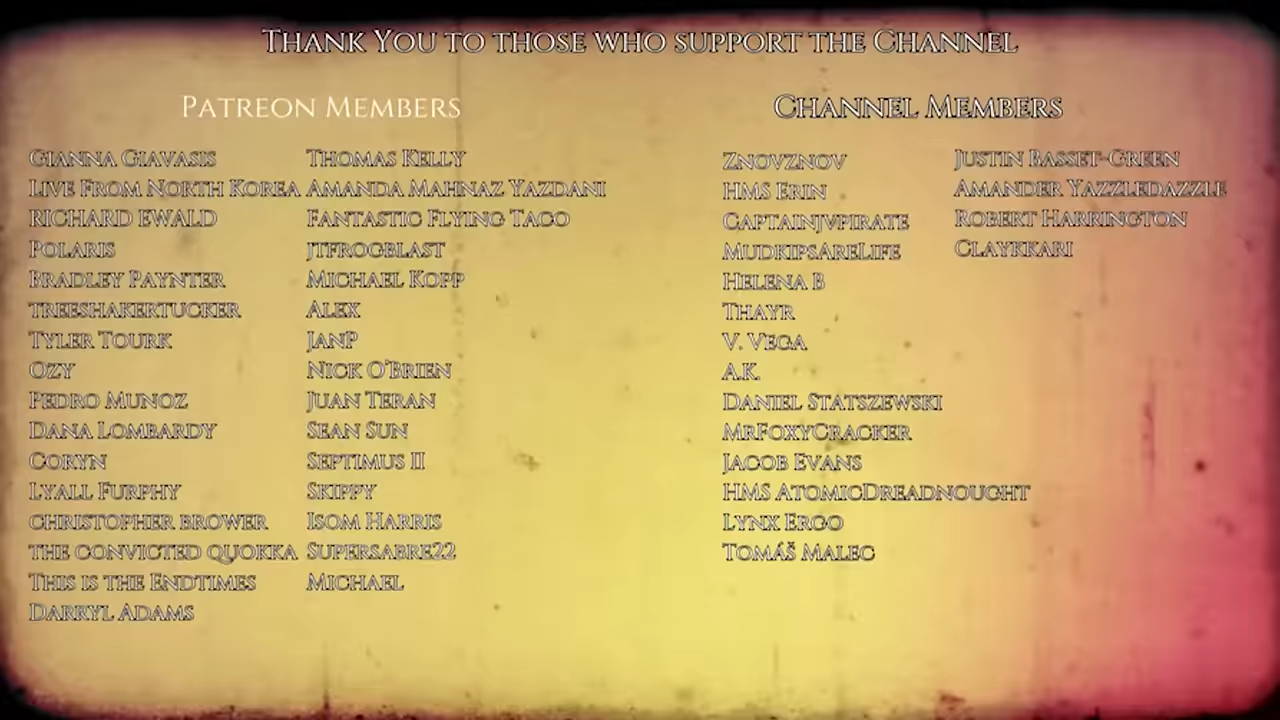 Thank You to those who support the Channel
Patreon Members
Gianna Giavasis
Live From North Korea
RICHARD EWALD
Polaris
Bradley Paynter
treeshakertucker
Tyler Tourk
Ozy
Pedro Munoz
Dana Lombardy
Coryn
Lyall Furphy
christopher brower
the convicted quokka
This is the Endtimes
Darryl Adams
Thomas Kelly
Amanda Mahnaz Yazdani
Fantastic Flying Taco
jtfrogblast
Michael Kopp
Alex
JanP
Nick O'Brien
Juan Teran
Sean Sun
Septimus II
Skippy
Isom Harris
Supersabre22
Michael
Channel Members
Znovznov
HMS Erin
Captainjvpirate
MudkipsAreLife
Helena B
Thayr
V. Vega
A.K.
Daniel Statszewski
MrFoxyCracker
Jacob Evans
HMS AtomicDreadnought
Lynx Ergo
Tomáš Malec
Justin Basset-Green
Amander Yazzledazzle
Robert Harrington
Claykkari